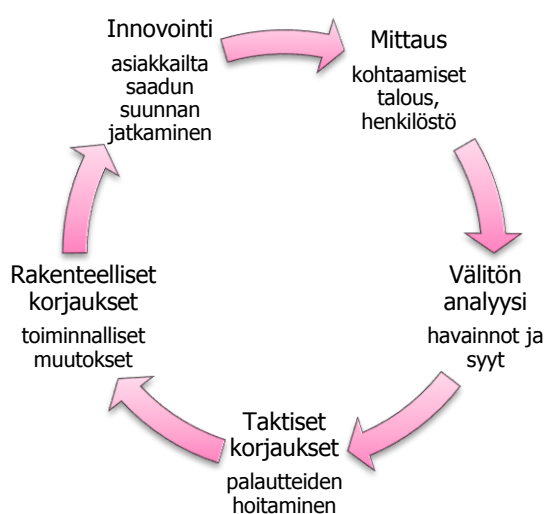 Innovointi
asiakkailta
saadun
suunnan
jatkaminen
Mittaus
kohtaamiset
talous,
henkilöstö
Välitön
analyysi
havainnot ja
syyt
Taktiset
korjaukset
palautteiden
hoitaminen
Rakenteelliset
korjaukset
toiminnalliset
muutokset